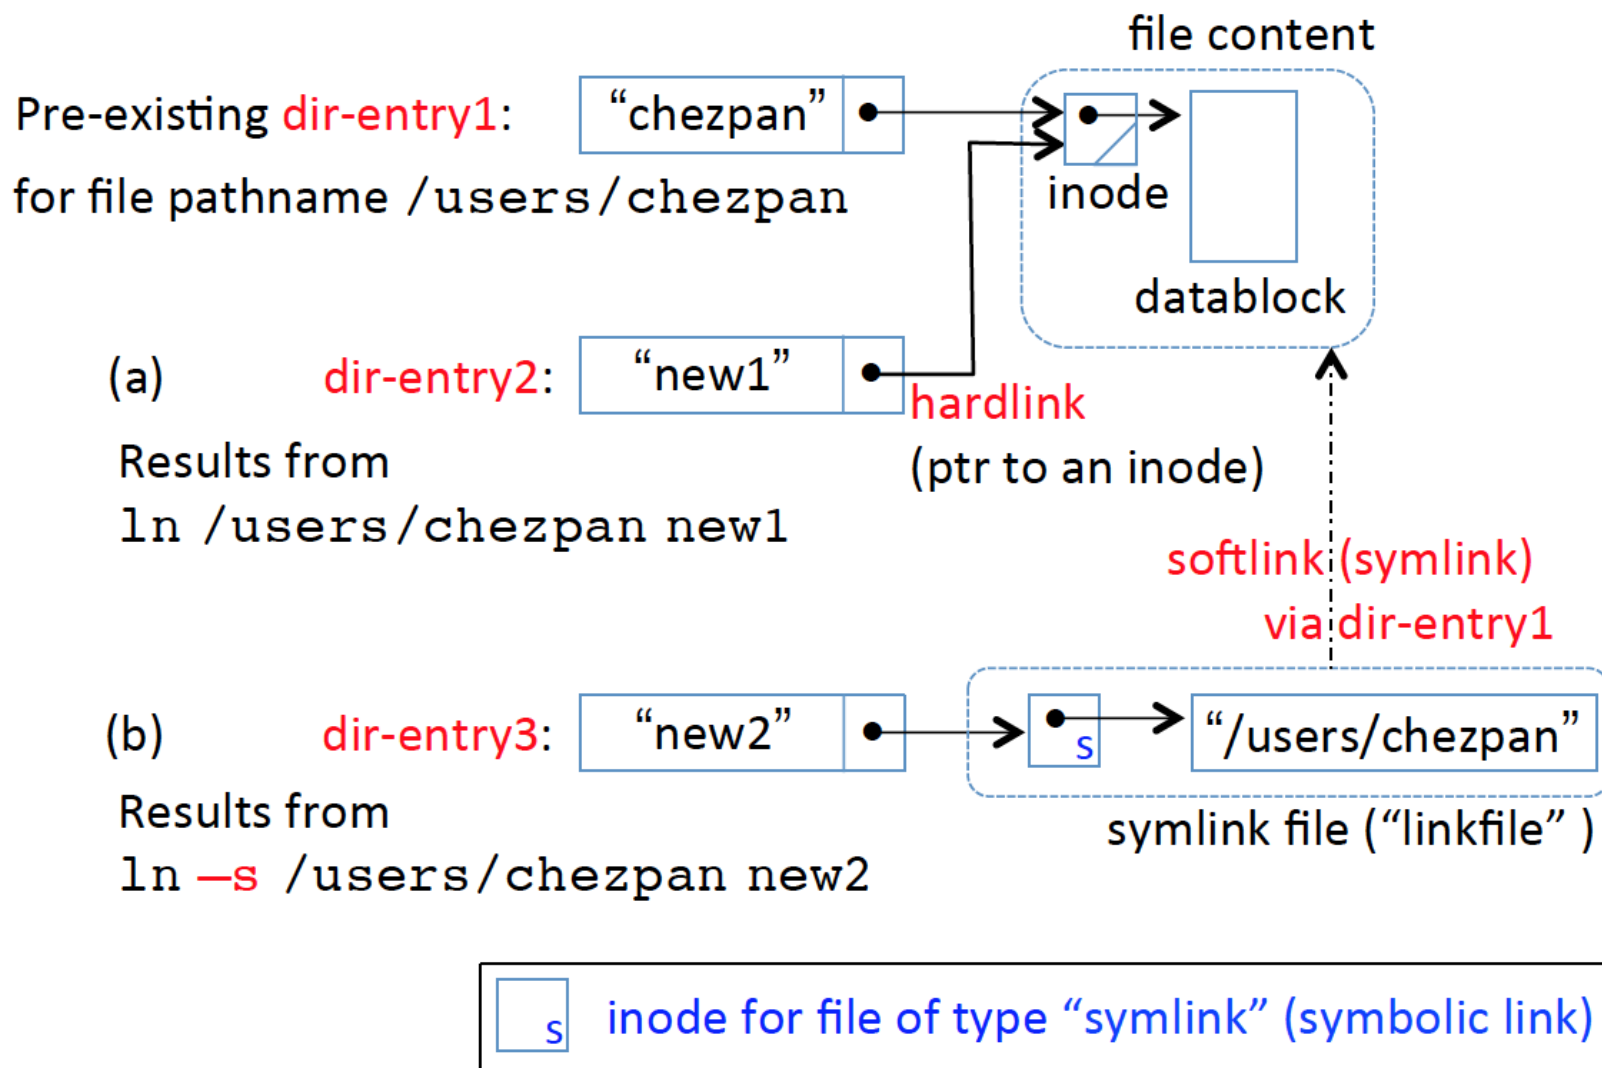 file content
Pre-existing dir-entry1: “chezpan”
for file pathname /users/chezpan
inode
datablock
(a) dir-entry2: “new1”
hardlink
(ptr to an inode)
Results from
ln /users/chezpan new1
softlink (symlink)
via dir-entry1
(b) dir-entry3: “new2” s “/users/chezpan”
symlink file (“linkfile” )
Results from
ln –s /users/chezpan new2
s inode for file of type “symlink” (symbolic link)